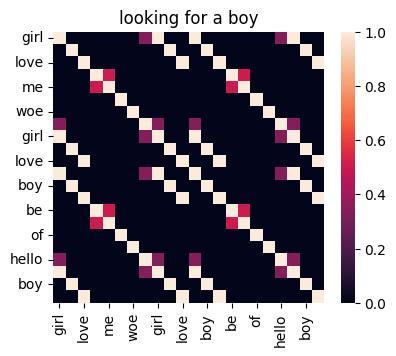 looking for a boy
girl
love
me
woe
girl
love
boy
be
of
hello
boy
1.0
0.8
0.6
0.4
0.2
0.0
girl
love
me
woe
girl
love
boy
be
of
hello
boy